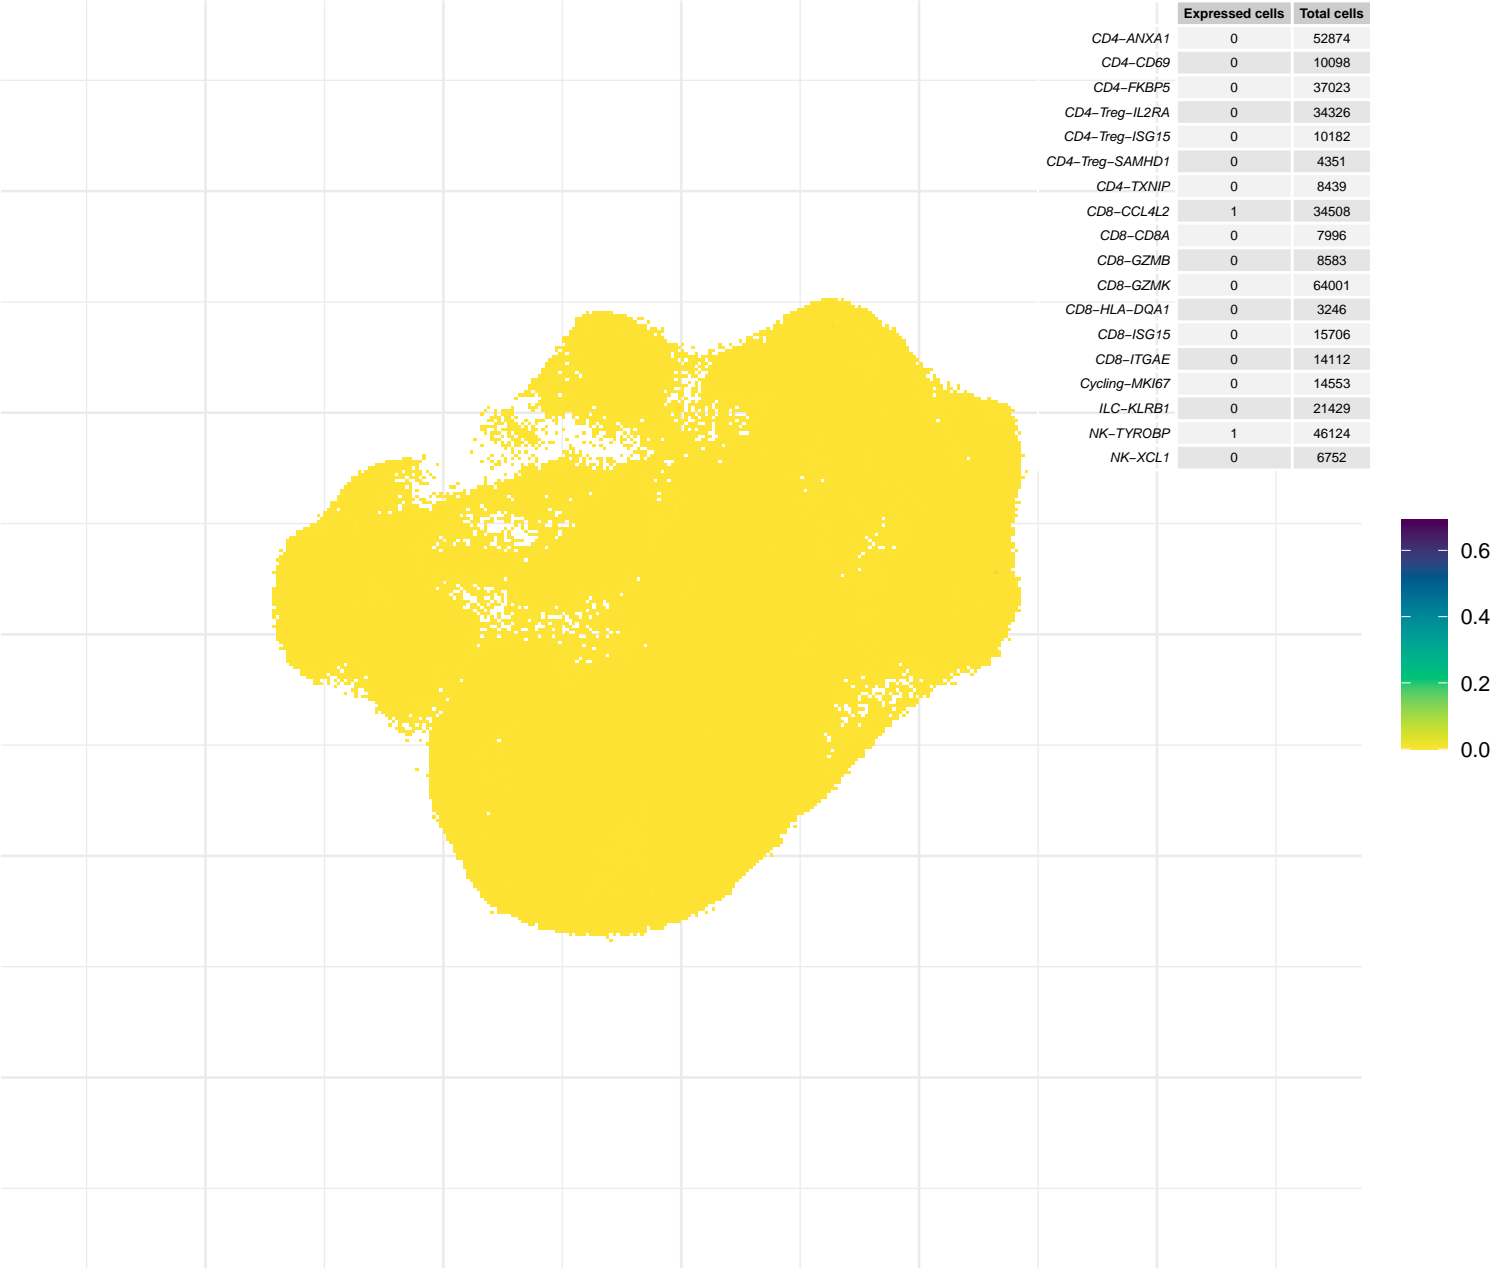 Expressed cells Total cells
CD4−ANXA1 0 52874
CD4−CD69 0 10098
CD4−FKBP5 0 37023
CD4−Treg−IL2RA 0 34326
CD4−Treg−ISG15 0 10182
CD4−Treg−SAMHD1 0 4351
CD4−TXNIP 0 8439
CD8−CCL4L2 1 34508
CD8−CD8A 0 7996
CD8−GZMB 0 8583
CD8−GZMK 0 64001
CD8−HLA−DQA1 0 3246
CD8−ISG15 0 15706
CD8−ITGAE 0 14112
Cycling−MKI67 0 14553
ILC−KLRB1 0 21429
NK−TYROBP 1 46124
NK−XCL1 0 6752
0.6
0.4
0.2
0.0